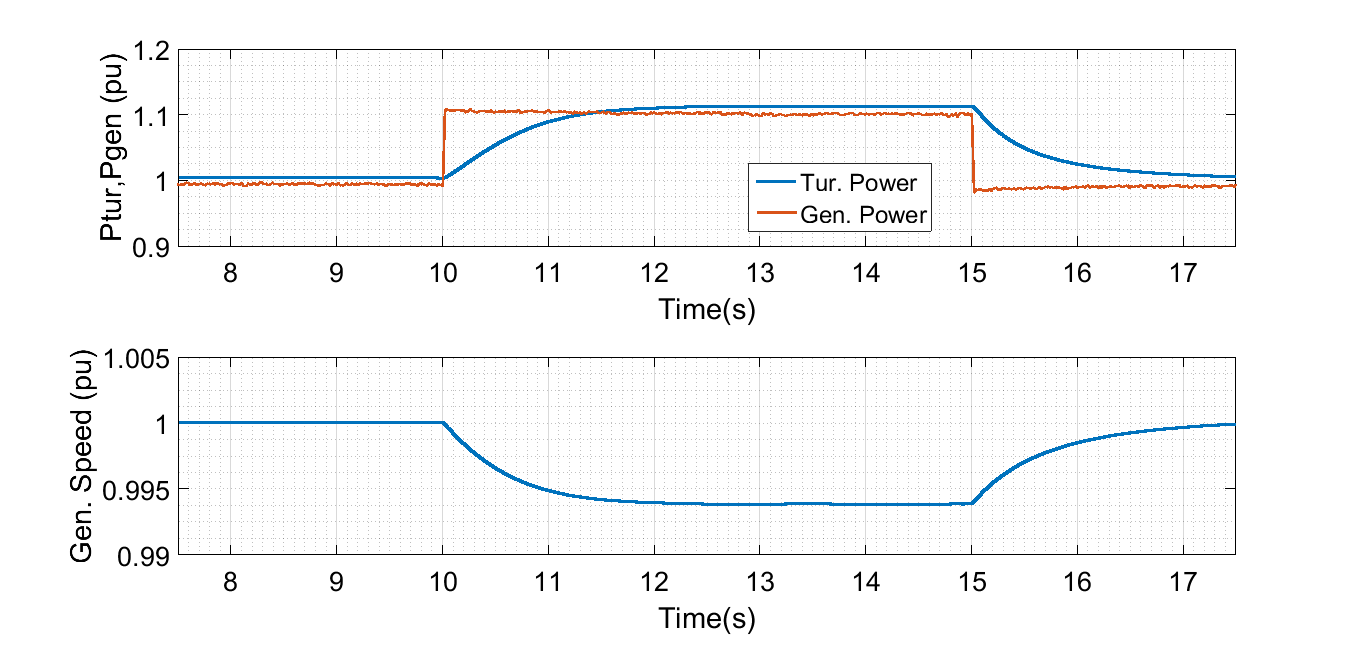 Ptur,Pgen (pu)
1.2
1.1
1
0.9
8 9 10 11 12 13 14 15 16 17
Time(s)
Tur. Power
Gen. Power
Gen. Speed (pu)
1.005
1
0.995
0.99
8 9 10 11 12 13 14 15 16 17
Time(s)